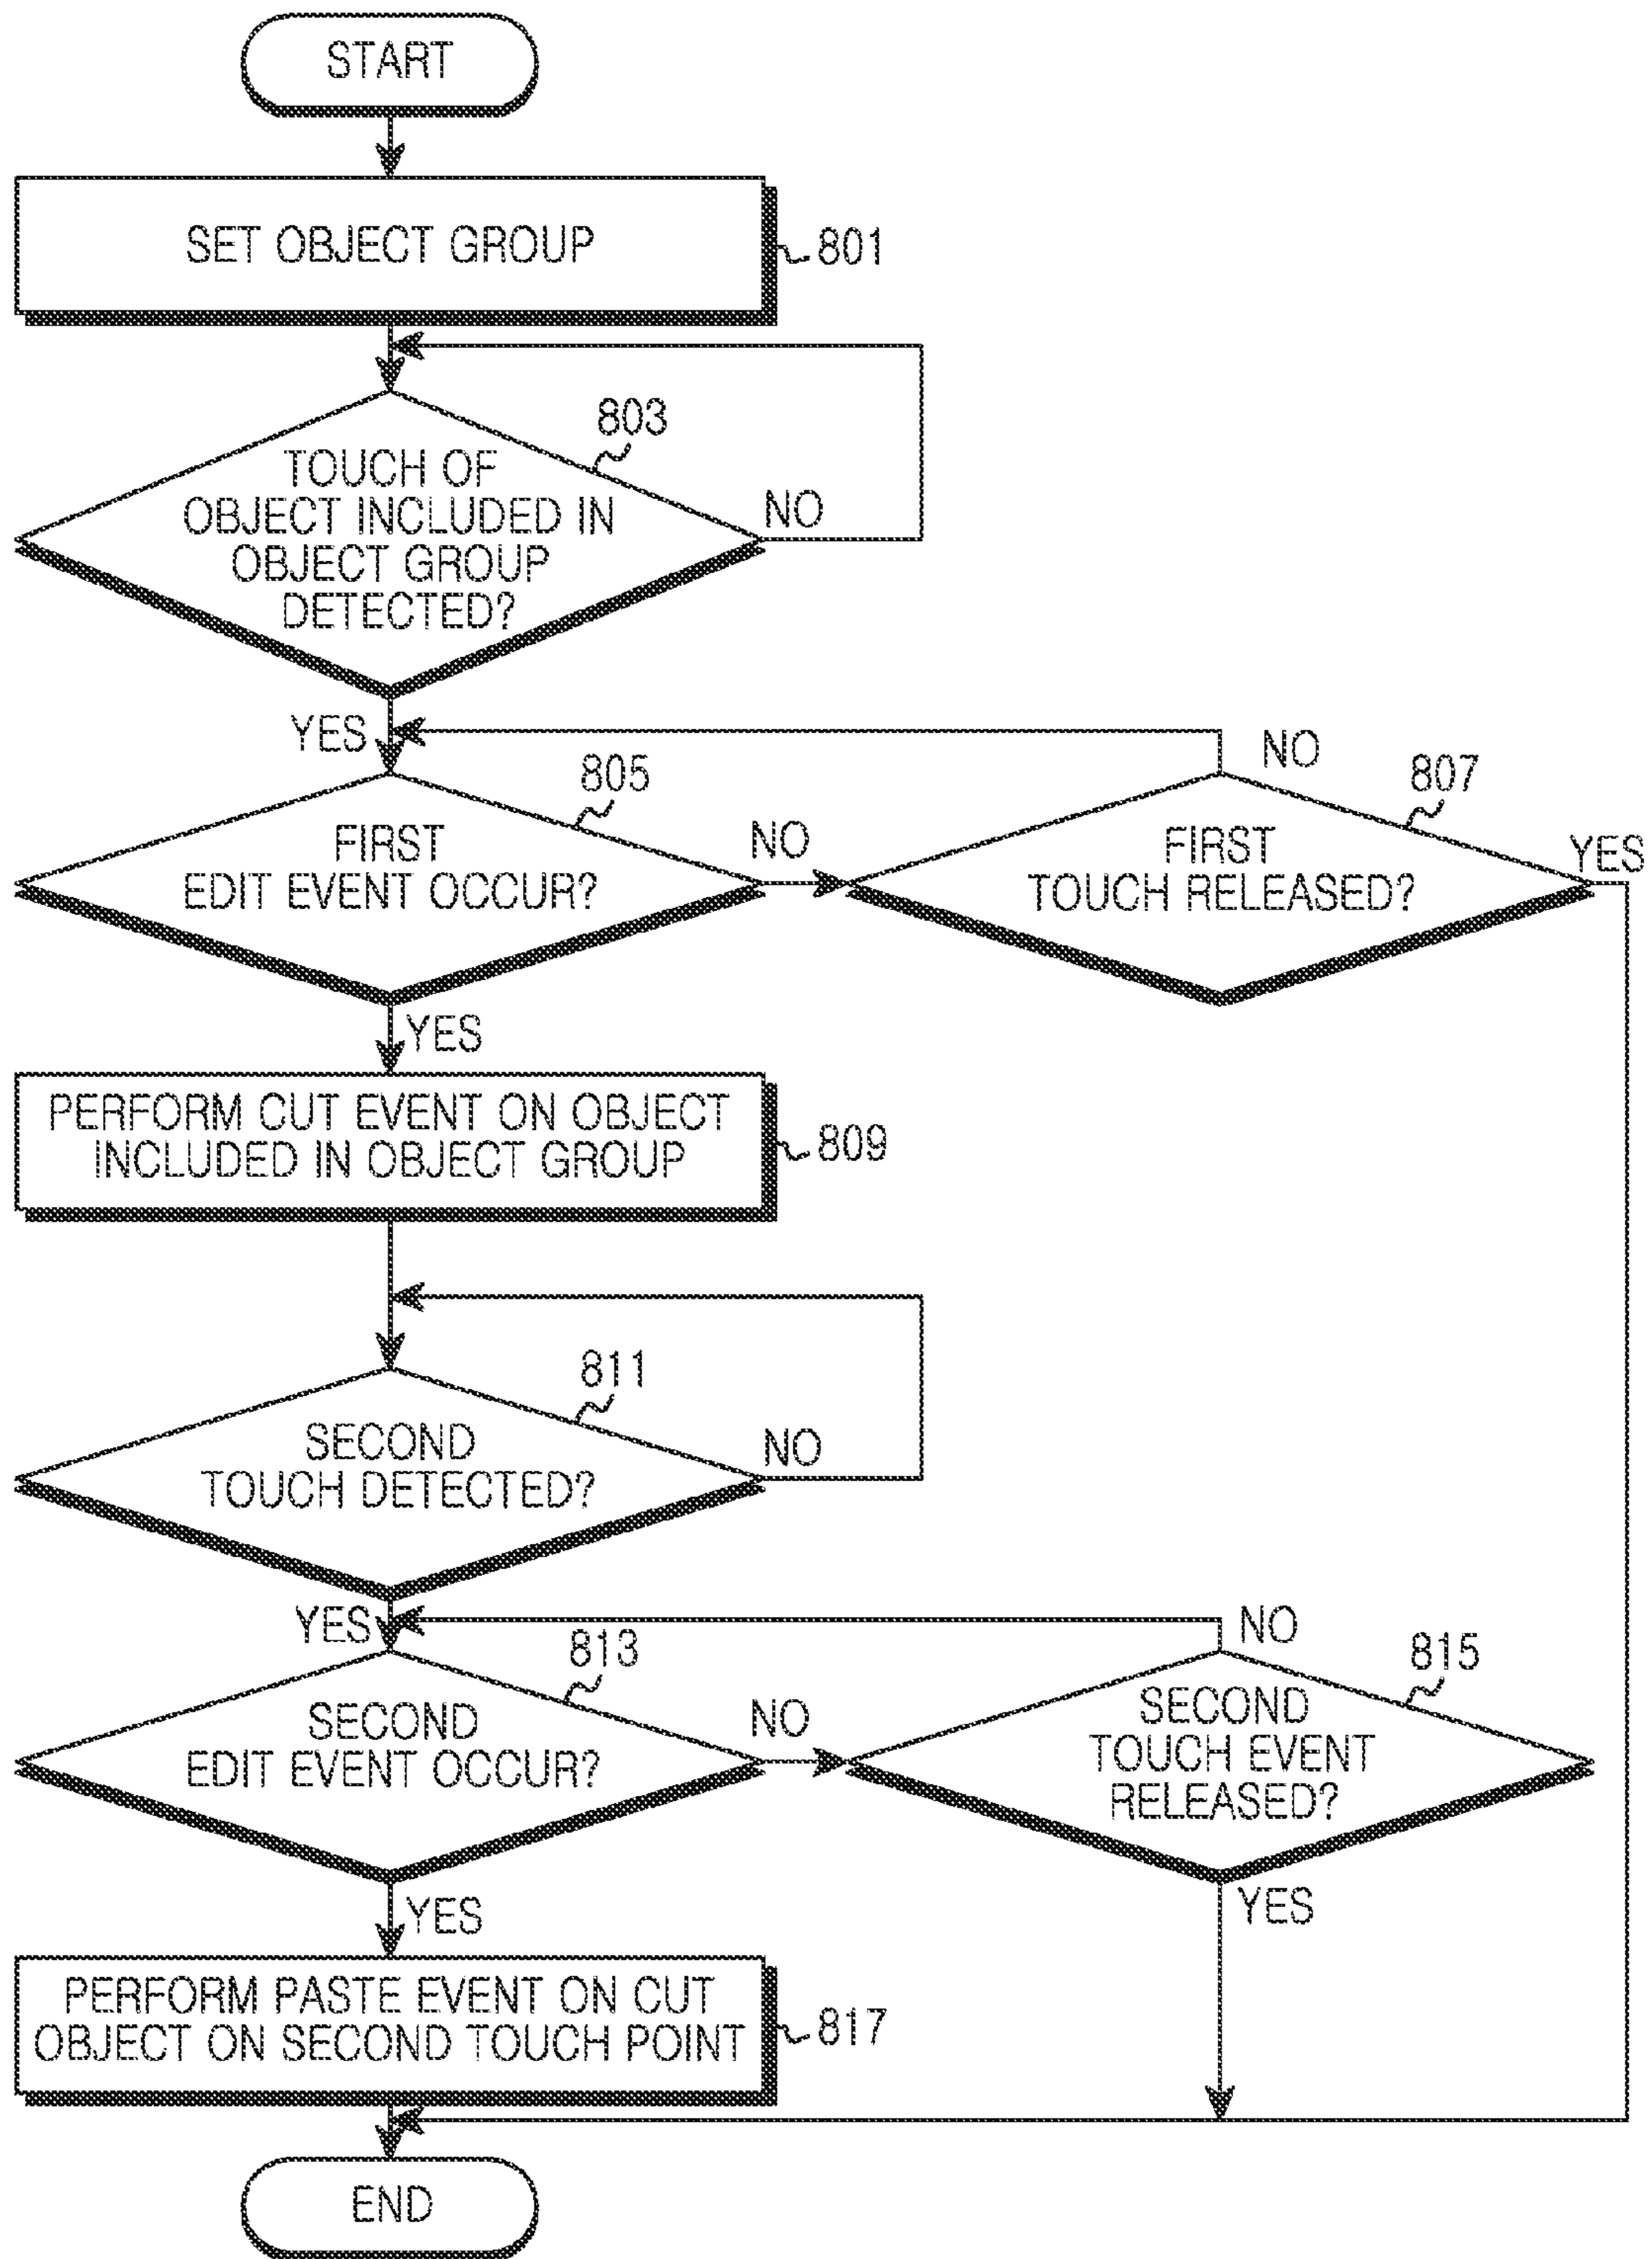 START
SET OBJECT GROUP
801
803
TOUCH OF
OBJECT INCLUDED IN
OBJECT GROUP
DETECTED?
NO
YES
805
FIRST
EDIT EVENT OCCUR?
NO
NO
807
FIRST
TOUCH RELEASED?
YES
YES
PERFORM CUT EVENT ON OBJECT
INCLUDED IN OBJECT GROUP
809
811
SECOND
TOUCH DETECTED?
NO
YES
813
SECOND
EDIT EVENT OCCUR?
NO
NO
815
SECOND
TOUCH EVENT
RELEASED?
YES
YES
PERFORM PASTE EVENT ON CUT
OBJECT ON SECOND TOUCH POINT
817
END